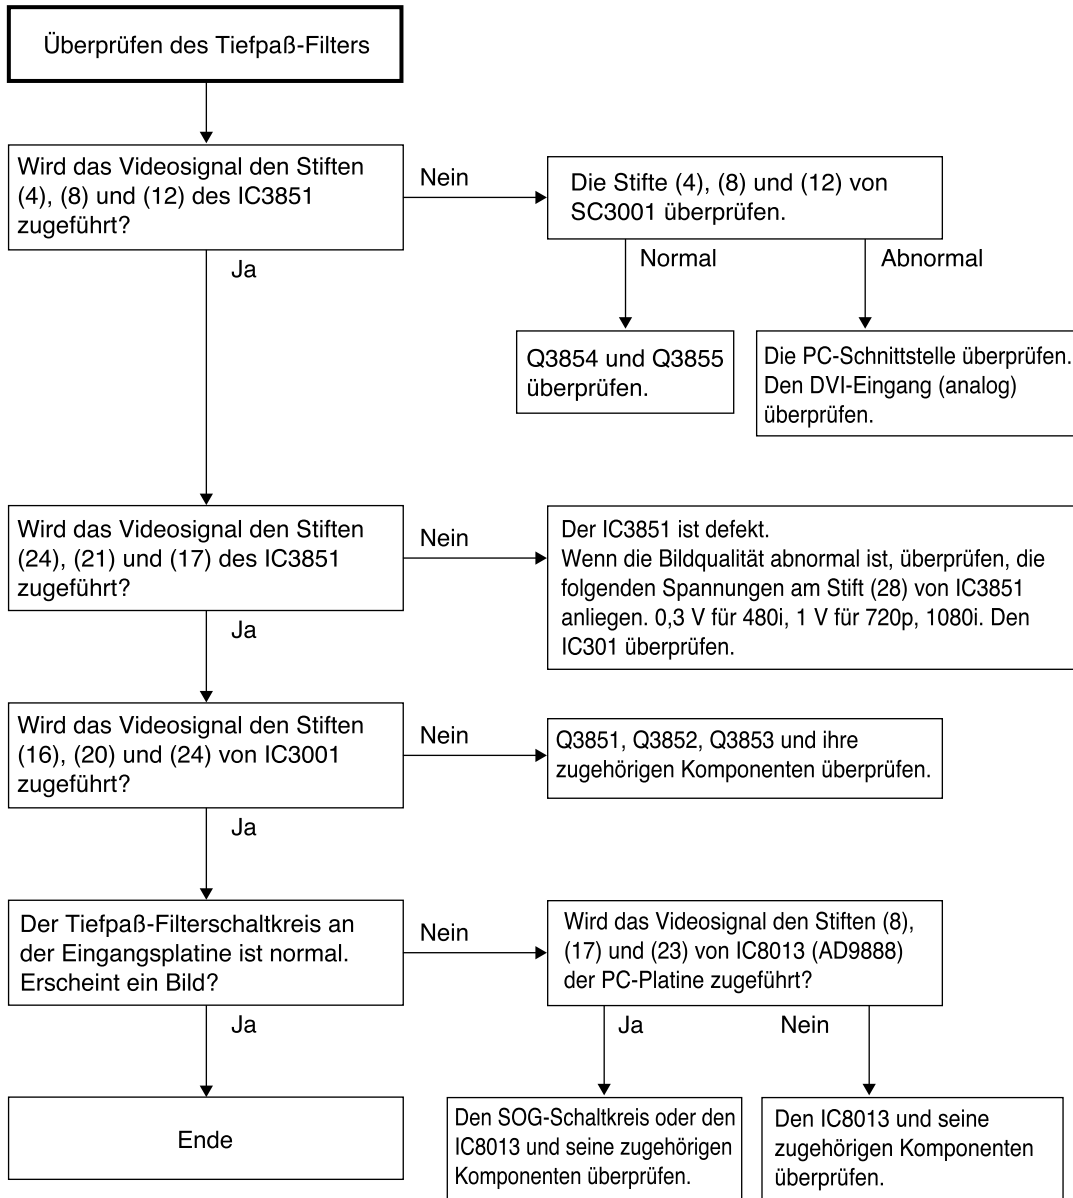 Überprüfen des Tiefpaß-Filters
Wird das Videosignal den Stiften
(4), (8) und (12) des IC3851
zugeführt?
Nein
Die Stifte (4), (8) und (12) von
SC3001 überprüfen.
Ja
Normal
Abnormal
Q3854 und Q3855
überprüfen.
Die PC-Schnittstelle überprüfen.
Den DVI-Eingang (analog)
überprüfen.
Wird das Videosignal den Stiften
(24), (21) und (17) des IC3851
zugeführt?
Nein
Der IC3851 ist defekt.
Wenn die Bildqualität abnormal ist, überprüfen, die
folgenden Spannungen am Stift (28) von IC3851
anliegen. 0,3 V für 480i, 1 V für 720p, 1080i. Den
IC301 überprüfen.
Ja
Wird das Videosignal den Stiften
(16), (20) und (24) von IC3001
zugeführt?
Nein
Q3851, Q3852, Q3853 und ihre
zugehörigen Komponenten überprüfen.
Ja
Der Tiefpaß-Filterschaltkreis an
der Eingangsplatine ist normal.
Erscheint ein Bild?
Nein
Wird das Videosignal den Stiften (8),
(17) und (23) von IC8013 (AD9888)
der PC-Platine zugeführt?
Ja
Ja
Nein
Ende
Den SOG-Schaltkreis oder den
IC8013 und seine zugehörigen
Komponenten überprüfen.
Den IC8013 und seine
zugehörigen Komponenten
überprüfen.